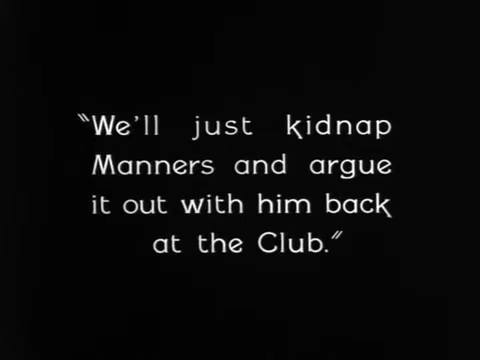 "We'll just kidnap
Manners and argue
it out with him back
at the Club."